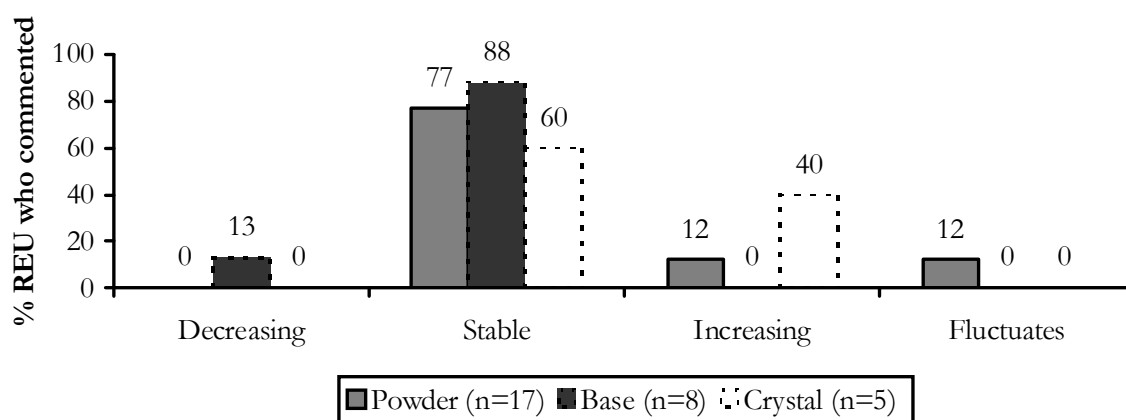 % REU who commented
100
80
60
40
20
0
0 13 0
77 88 60
12 0 40
12 0 0
Decreasing Stable Increasing Fluctuates
Powder (n=17) Base (n=8) Crystal (n=5)